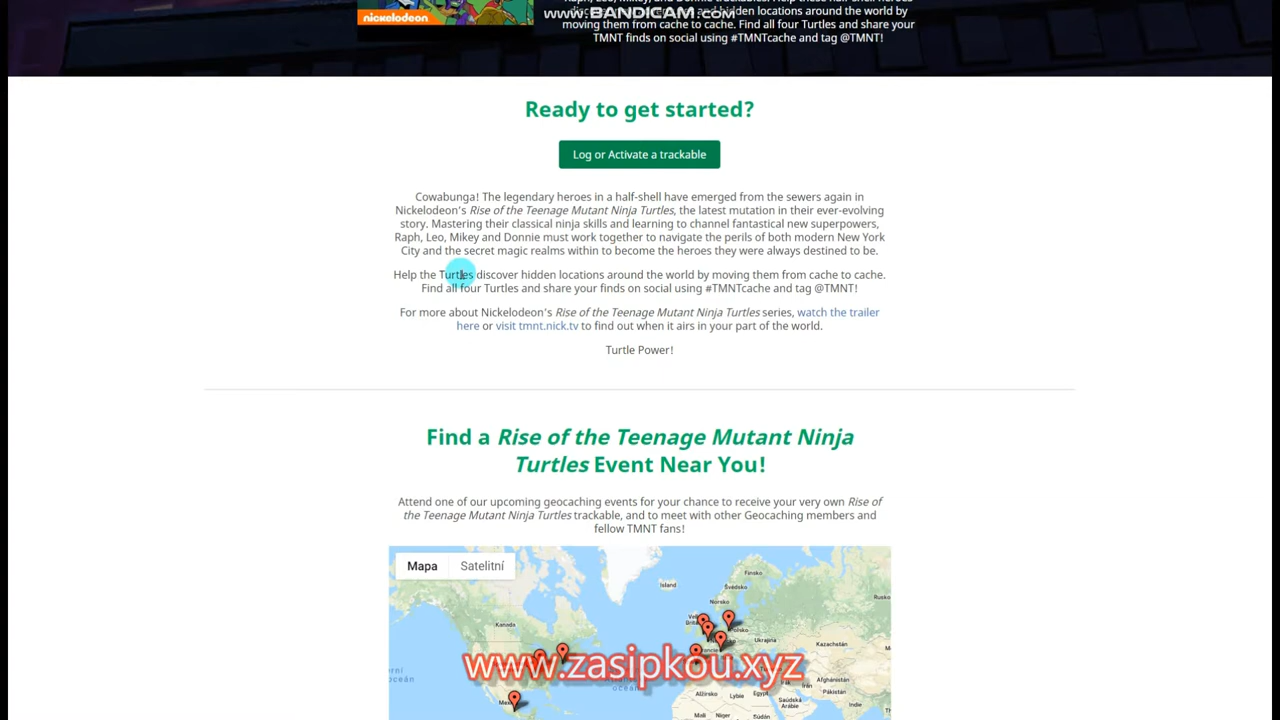 nickelodeon
www.BANDICAM.com
moving them from cache to cache. Find all four Turtles and share your
TMNT finds on social using #TMNTcache and tag @TMNT!
Ready to get started?
Log or Activate a trackable
Cowabunga! The legendary heroes in a half-shell have emerged from the sewers again in
Nickelodeon's Rise of the Teenage Mutant Ninja Turtles, the latest mutation in their ever-evolving
story. Mastering their classical ninja skills and learning to channel fantastical new superpowers,
Raph, Leo, Mikey and Donnie must work together to navigate the perils of both modern New York
City and the secret magic realms within to become the heroes they were always destined to be.
Help the Turtles discover hidden locations around the world by moving them from cache to cache.
Find all four Turtles and share your finds on social using #TMNTcache and tag @TMNT!
For more about Nickelodeon's Rise of the Teenage Mutant Ninja Turtles series, watch the trailer
here or visit tmnt.nick.tv to find out when it airs in your part of the world.
Turtle Power!
Find a Rise of the Teenage Mutant Ninja
Turtles Event Near You!
Attend one of our upcoming geocaching events for your chance to receive your very own Rise of
the Teenage Mutant Ninja Turtles trackable, and to meet with other Geocaching members and
fellow TMNT fans!
Mapa Satelitní
Finsko
Island
Švédsko
Norsko
Rusko
Kanada
Polsko
Ukrajina
Kazachstán
www.zasipkou.xyz
oceán
Alžírsko Libye Egypt
Afghánistán
Pákistán
Saúdská
Arábie
Indie
Mali Niger Súdán